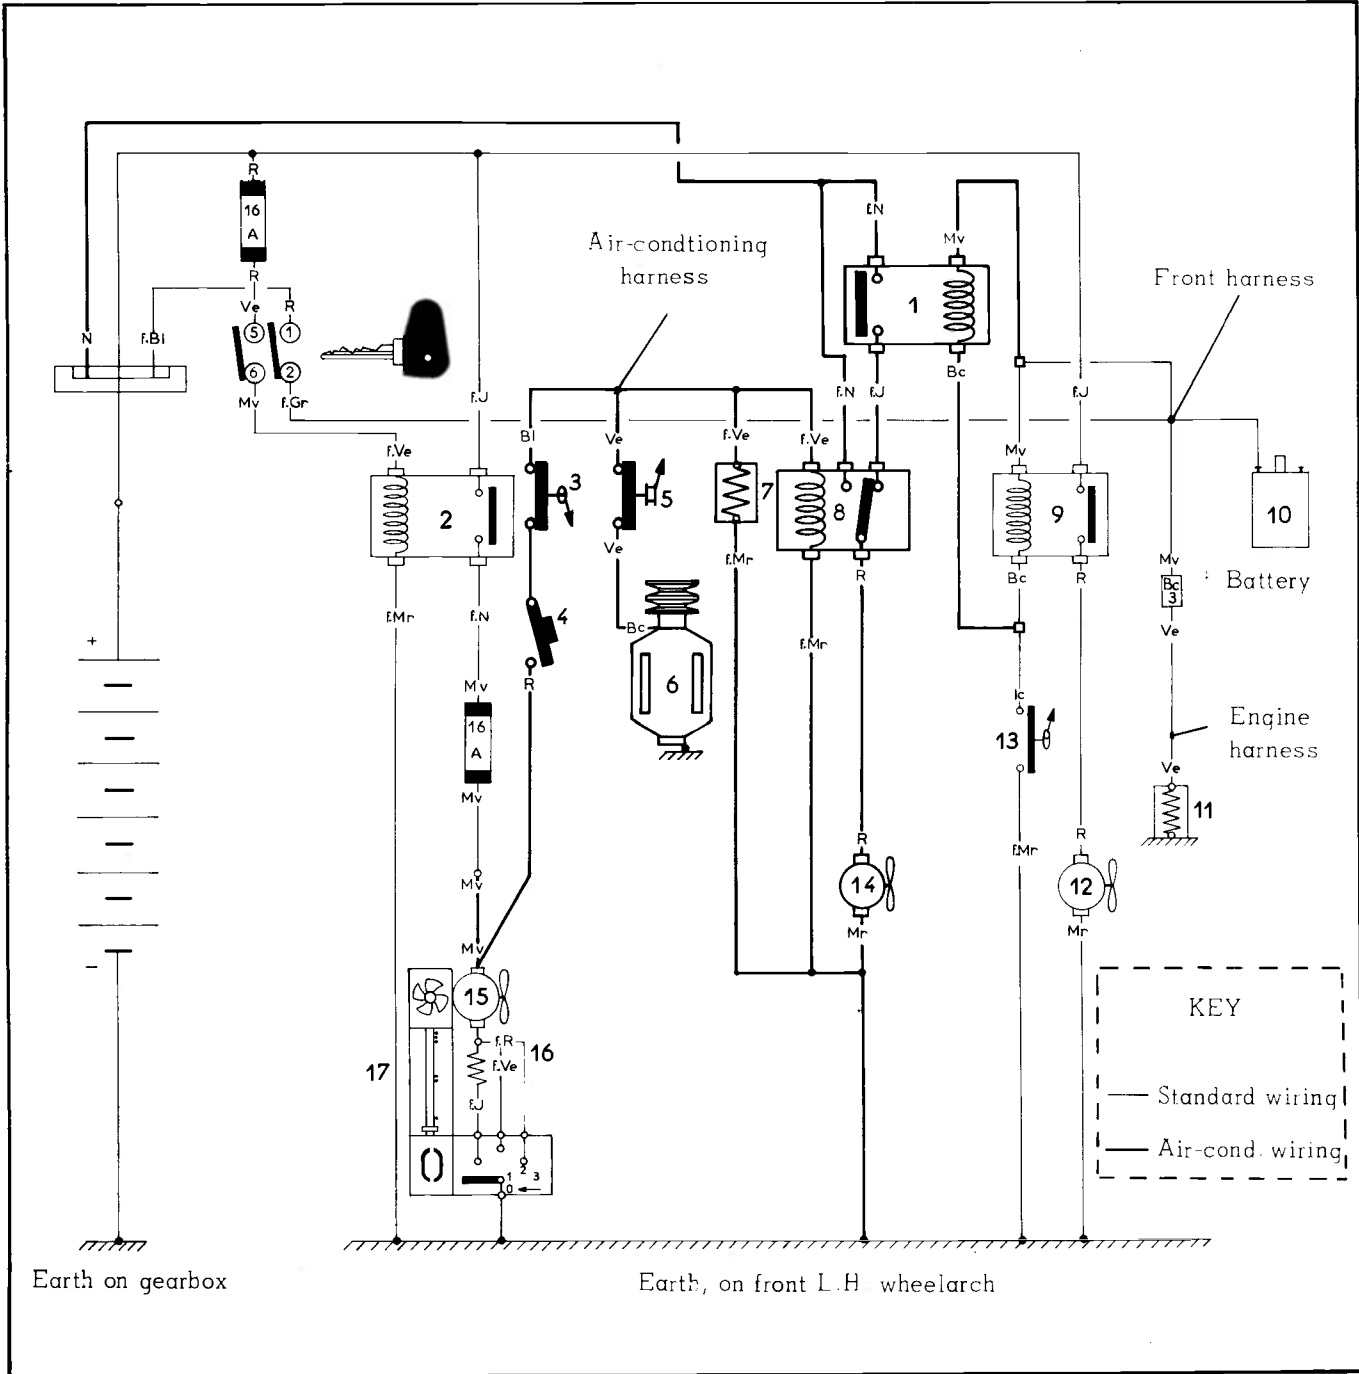 R
16
A
R
Ve
R
5
1
6
2
Mv
f.Gr
N
f.Bl
Air-condtioning
harness
f.N
Mv
1
Bc
Front harness
f.J
f.N
f.J
f.J
Bl
Ve
f.Ve
f.Ve
f.Ve
Mv
2
3
5
7
8
9
10
Battery
Ve
f.Mr
R
Bc
R
Mv
Bc
3
Ve
f.Mr
f.N
4
Bc
R
6
f.Mr
Mv
16
A
Mv
Ic
13
Engine
harness
Ve
11
+
−
Mv
Mv
R
14
Mr
f.Mr
R
12
Mr
15
f.R
16
f.Ve
f.J
17
2
3
1
0
KEY
Standard wiring
Air-cond. wiring
Earth on gearbox
Earth, on front L.H wheelarch